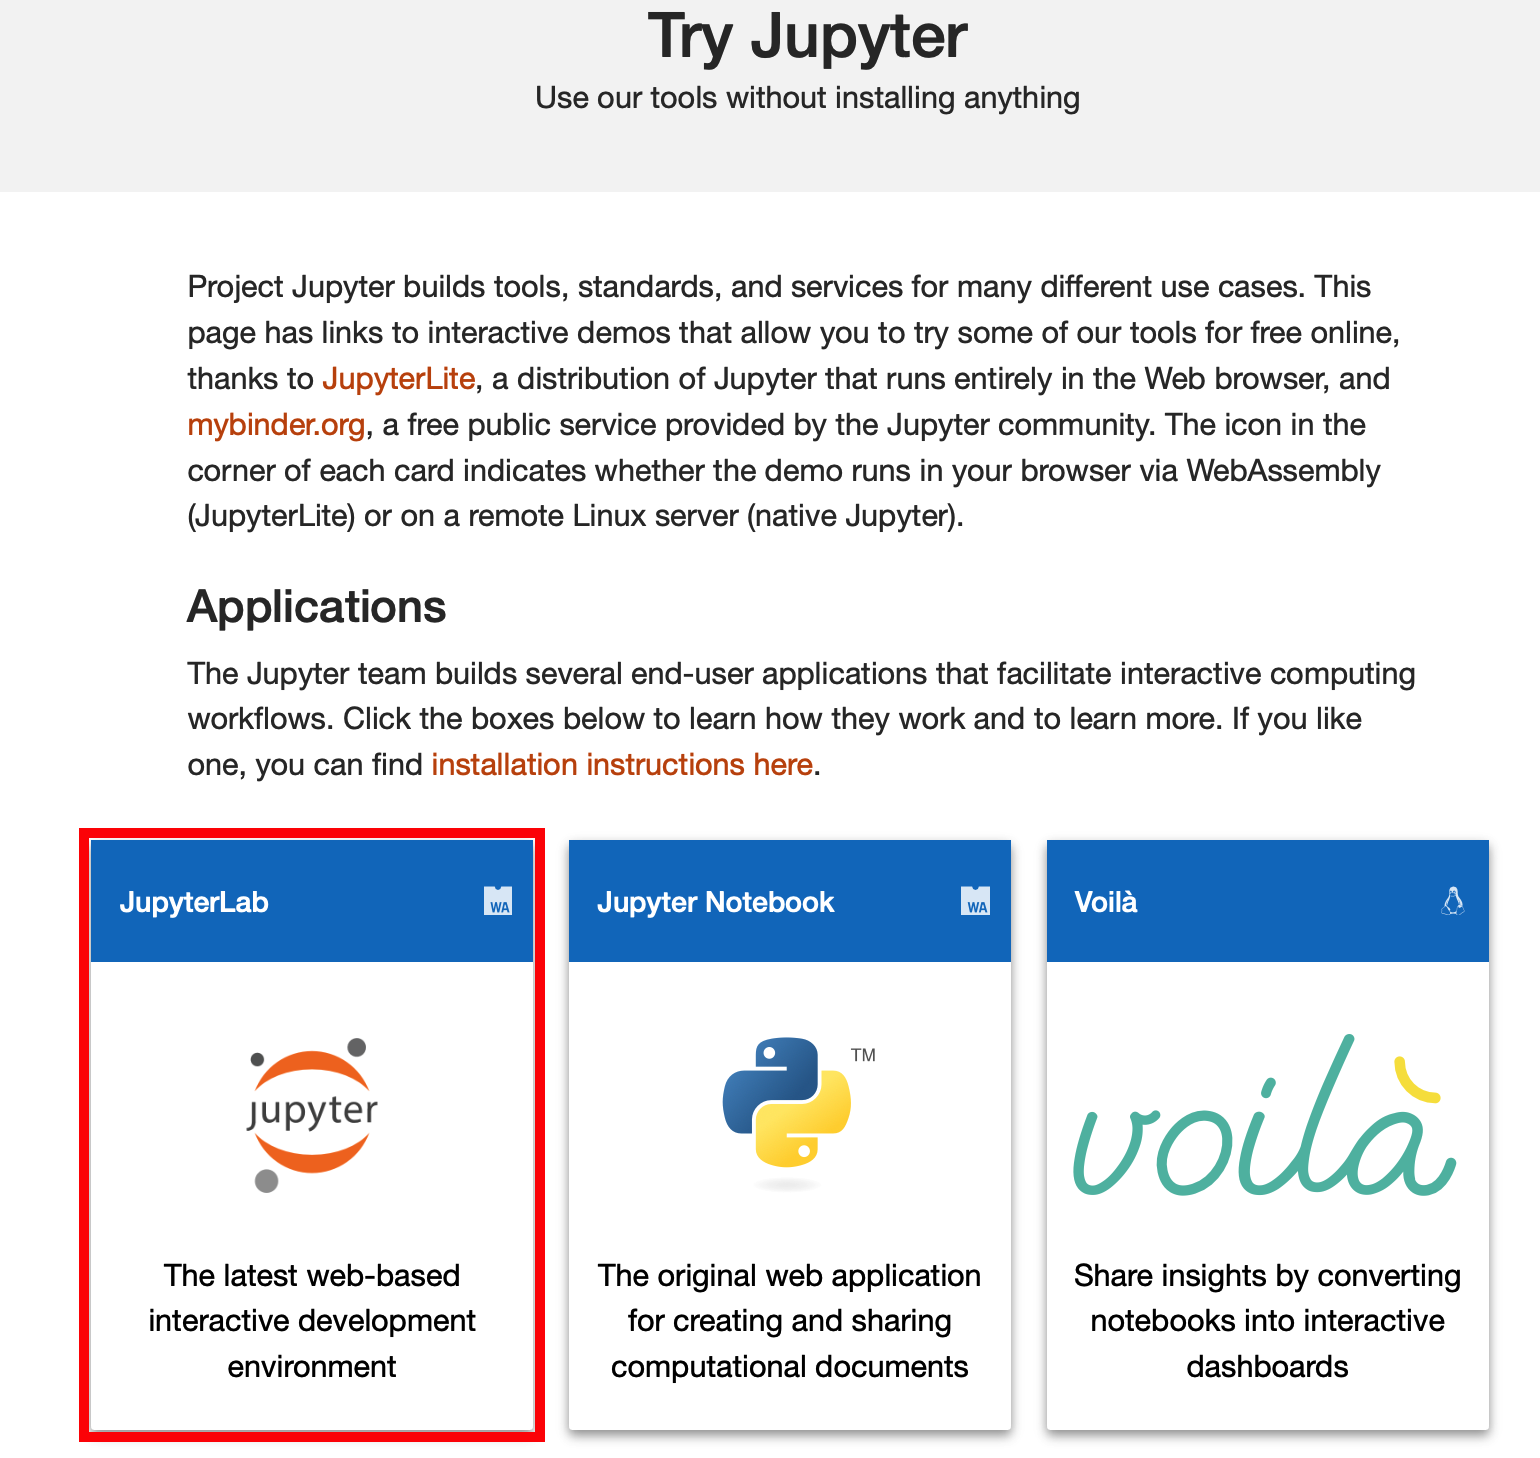 Try Jupyter
Use our tools without installing anything
Project Jupyter builds tools, standards, and services for many different use cases. This
page has links to interactive demos that allow you to try some of our tools for free online,
thanks to JupyterLite, a distribution of Jupyter that runs entirely in the Web browser, and
mybinder.org, a free public service provided by the Jupyter community. The icon in the
corner of each card indicates whether the demo runs in your browser via WebAssembly
(JupyterLite) or on a remote Linux server (native Jupyter).
Applications
The Jupyter team builds several end-user applications that facilitate interactive computing
workflows. Click the boxes below to learn how they work and to learn more. If you like
one, you can find installation instructions here.
JupyterLab
WA
jupyter
The latest web-based
interactive development
environment
Jupyter Notebook
WA
TM
The original web application
for creating and sharing
computational documents
Voilà
voilà
Share insights by converting
notebooks into interactive
dashboards